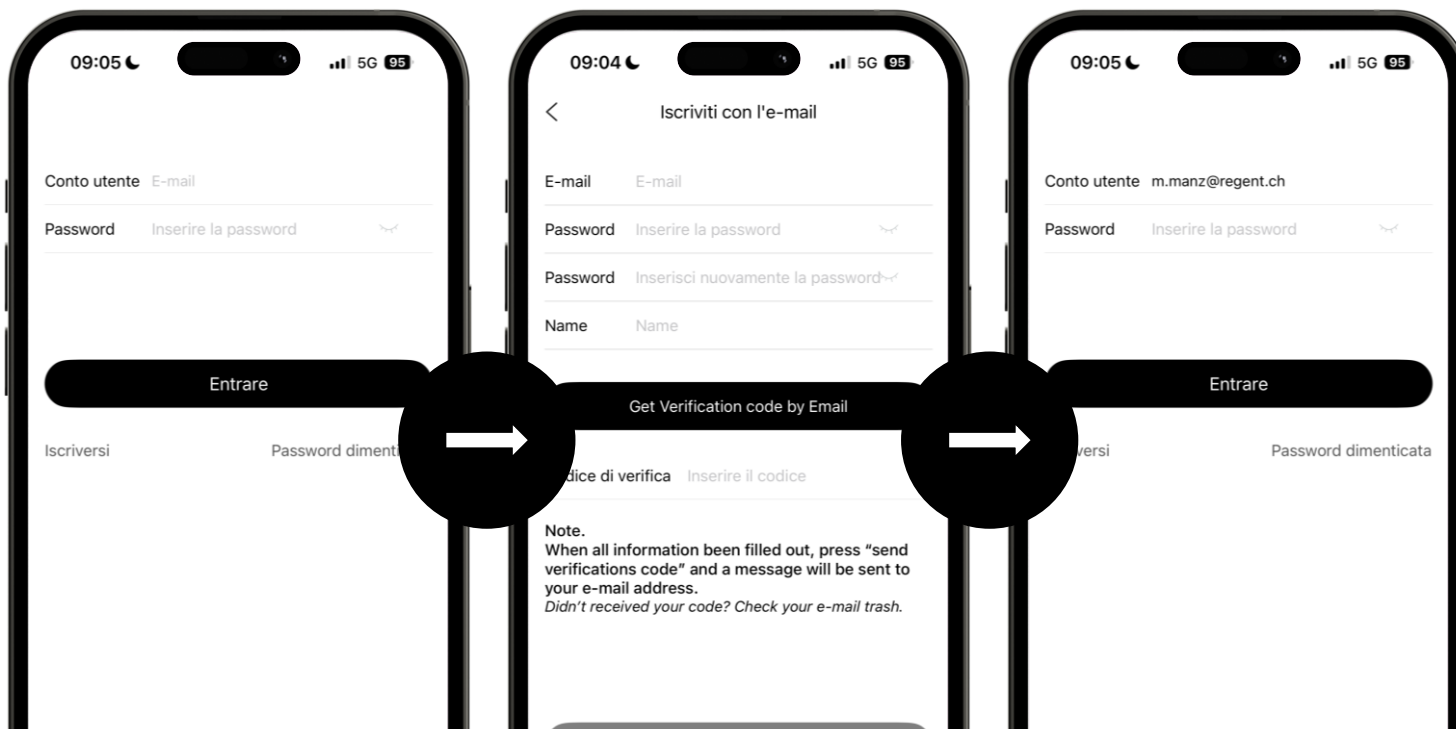 09:05
5G 95
Conto utente E-mail
Password Inserire la password
Entrare
Iscriversi
09:04
5G 95
Iscriviti con l'e-mail
E-mail E-mail
Password Inserire la password
Password Inserisci nuovamente la password
Name Name
Get Verification code by Email
di verifica Inserire il codice
Note.
When all information been filled out, press “send
verifications code” and a message will be sent to
your e-mail address.
Didn’t received your code? Check your e-mail trash.
09:05
5G 95
Conto utente m.manz@regent.ch
Password Inserire la password
Entrare
Password dimenticata